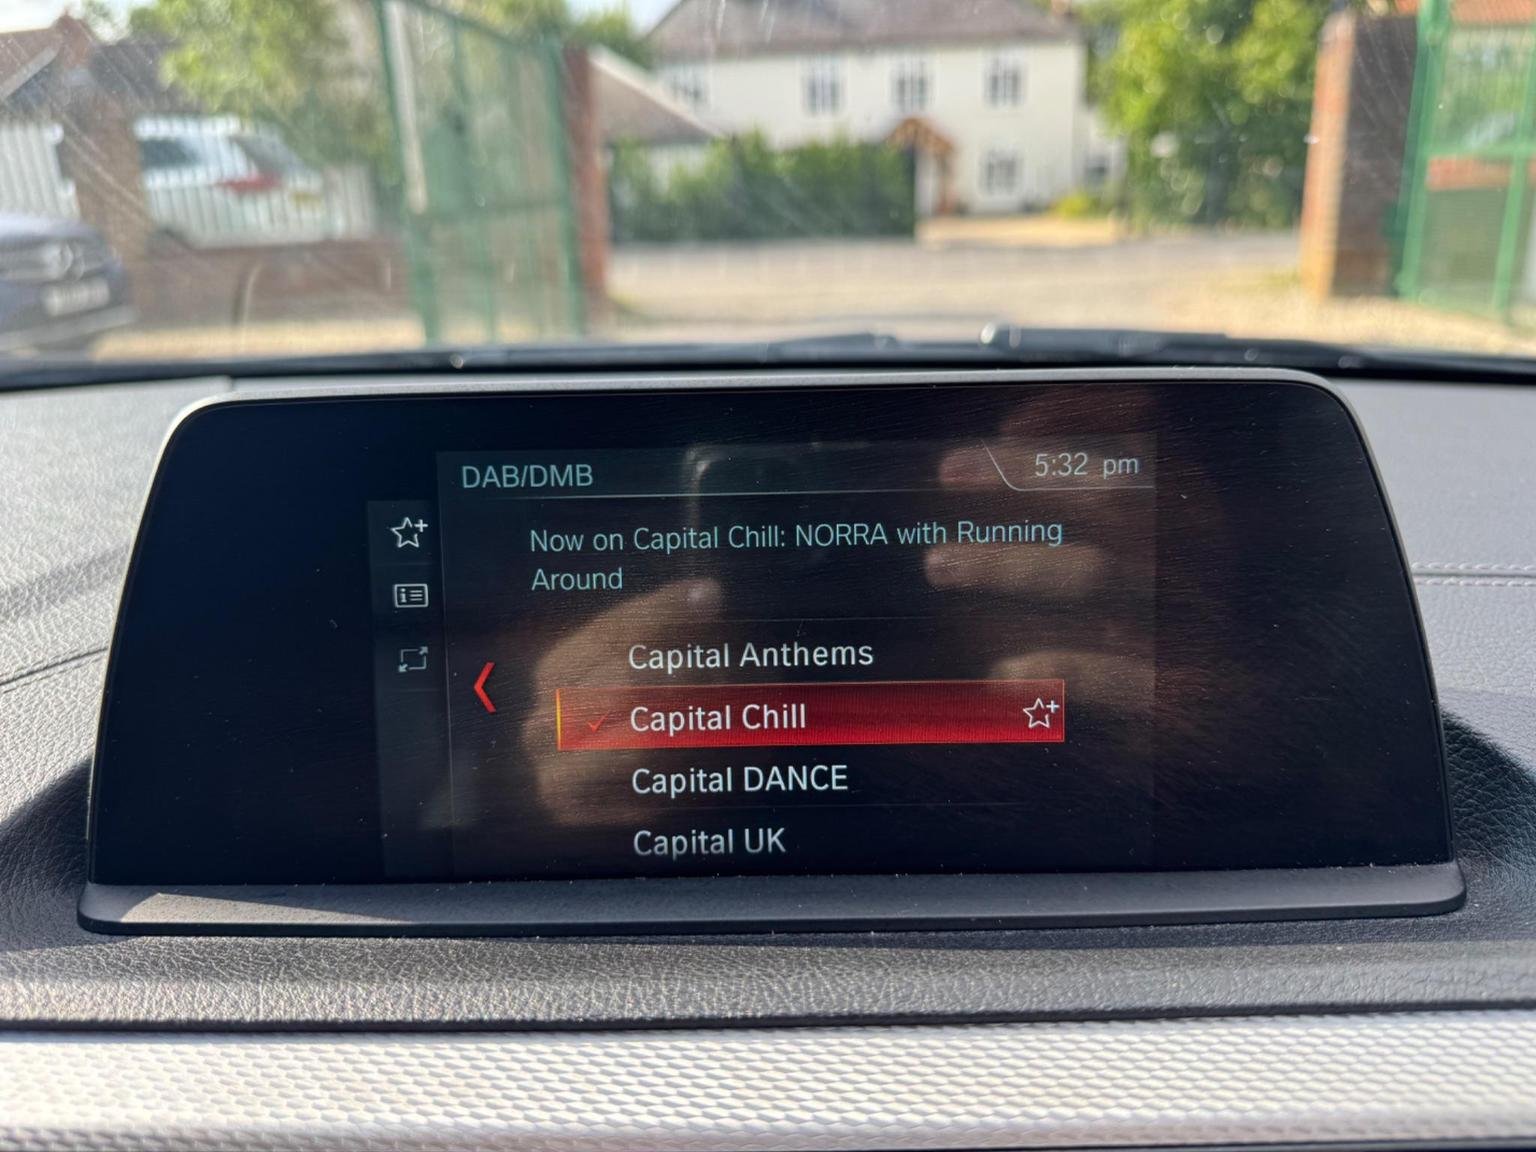 DAB/DMB
5:32 pm
Now on Capital Chill: NORRA with Running
Around
Capital Anthems
Capital Chill
Capital DANCE
Capital UK